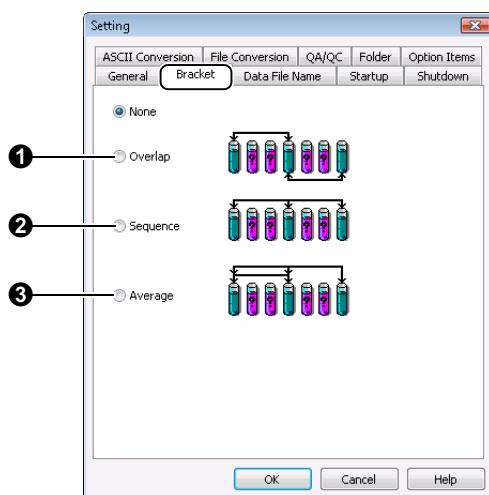 Setting
ASCII Conversion File Conversion QA/QC Folder Option Items
General Bracket Data File Name Startup Shutdown
None
1 Overlap
? ? ? ?
2 Sequence
? ? ? ?
3 Average
? ? ? ?
OK Cancel Help